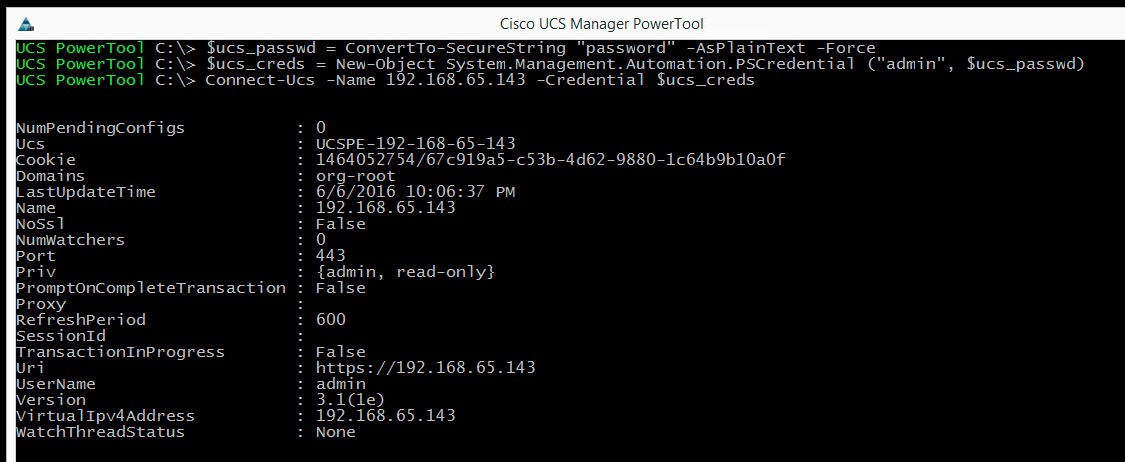 Cisco UCS Manager PowerTool
UCS PowerTool C:\> $ucs_passwd = ConvertTo-SecureString "password" -AsPlainText -Force
UCS PowerTool C:\> $ucs_creds = New-Object System.Management.Automation.PSCredential ("admin", $ucs_passwd)
UCS PowerTool C:\> Connect-Ucs -Name 192.168.65.143 -Credential $ucs_creds
NumPendingConfigs : 0
Ucs : UCSPE-192-168-65-143
Cookie : 1464052754/67c919a5-c53b-4d62-9880-1c64b9b10a0f
Domains : org-root
LastUpdateTime : 6/6/2016 10:06:37 PM
Name : 192.168.65.143
NoSsl : False
NumWatchers : 0
Port : 443
Priv : {admin, read-only}
PromptOnCompleteTransaction : False
Proxy :
RefreshPeriod : 600
SessionId :
TransactionInProgress : False
Uri : https://192.168.65.143
UserName : admin
Version : 3.1(1e)
VirtualIpv4Address : 192.168.65.143
WatchThreadStatus : None